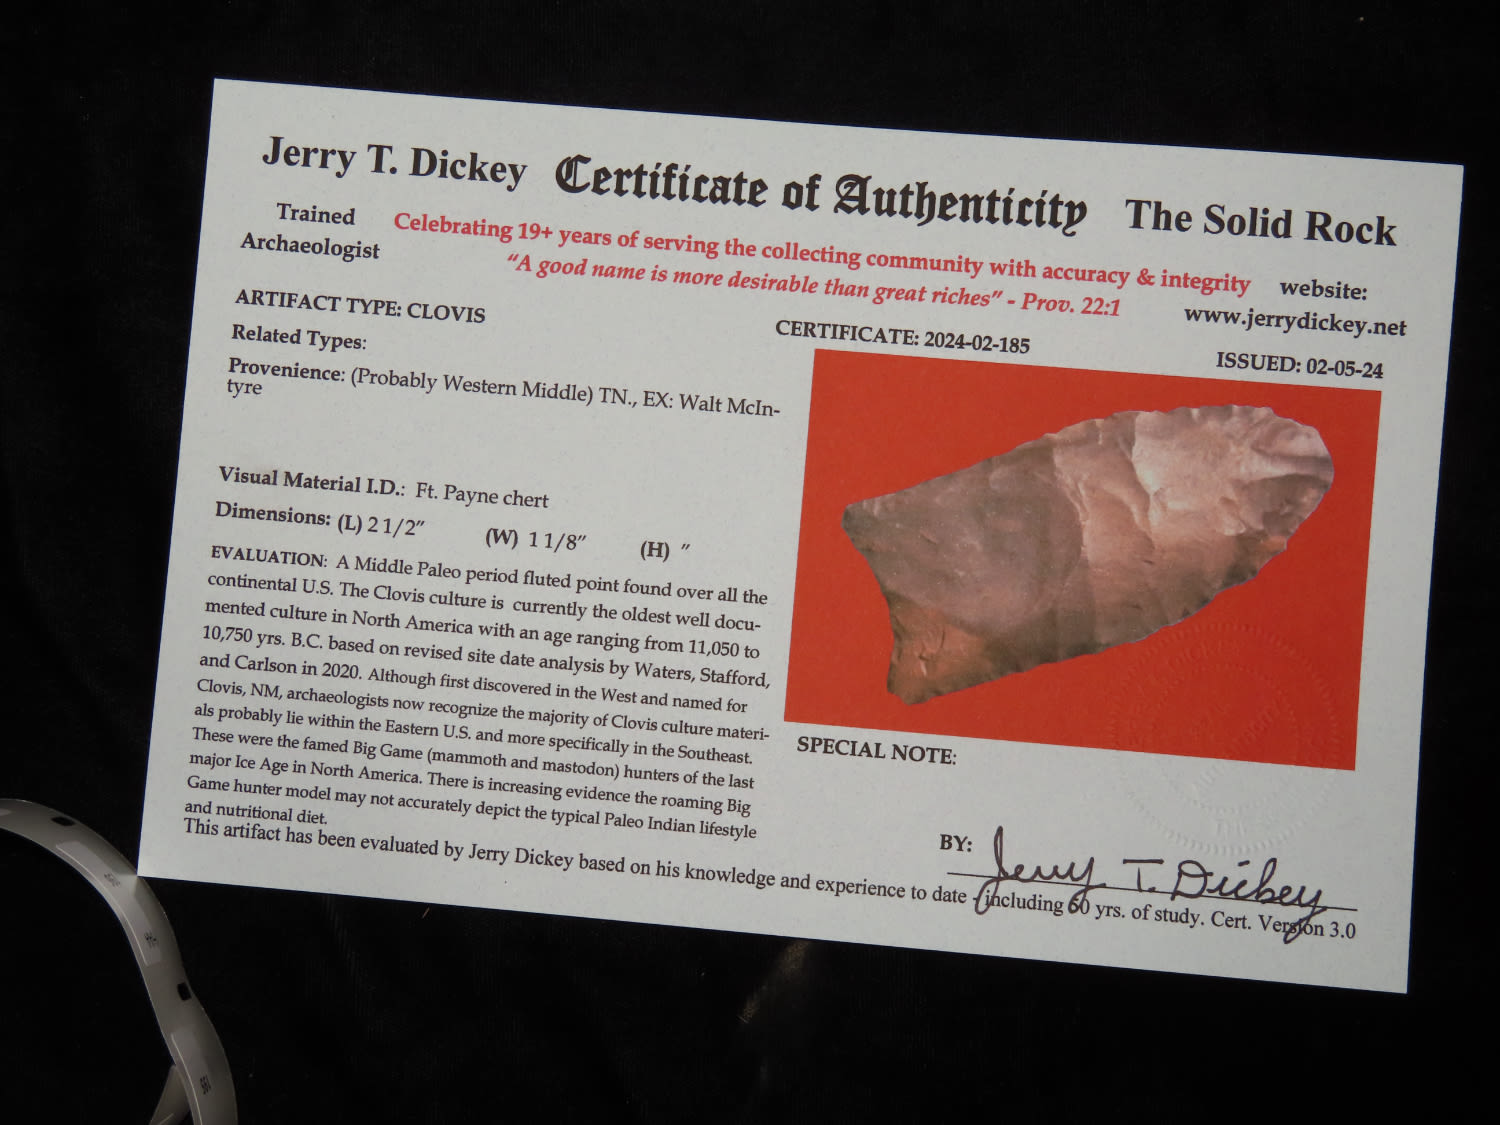 Jerry T. Dickey Certificate of Authenticity The Solid Rock
Trained
Archaeologist
Celebrating 19+ years of serving the collecting community with accuracy & integrity
“A good name is more desirable than great riches” - Prov. 22:1
website:
www.jerrydickey.net
ARTIFACT TYPE: CLOVIS
CERTIFICATE: 2024-02-185
ISSUED: 02-05-24
Related Types:
Provenience: (Probably Western Middle) TN., EX: Walt McIn-
tyre
Visual Material I.D.: Ft. Payne chert
Dimensions: (L) 2 1/2” (W) 1 1/8” (H) ”
EVALUATION: A Middle Paleo period fluted point found over all the
continental U.S. The Clovis culture is currently the oldest well docu-
mented culture in North America with an age ranging from 11,050 to
10,750 yrs. B.C. based on revised site date analysis by Waters, Stafford,
and Carlson in 2020. Although first discovered in the West and named for
Clovis, NM, archaeologists now recognize the majority of Clovis culture materi-
als probably lie within the Eastern U.S. and more specifically in the Southeast.
These were the famed Big Game (mammoth and mastodon) hunters of the last
major Ice Age in North America. There is increasing evidence the roaming Big
Game hunter model may not accurately depict the typical Paleo Indian lifestyle
and nutritional diet.
SPECIAL NOTE:
BY: Jerry T. Dickey
This artifact has been evaluated by Jerry Dickey based on his knowledge and experience to date - including 60 yrs. of study. Cert. Version 3.0